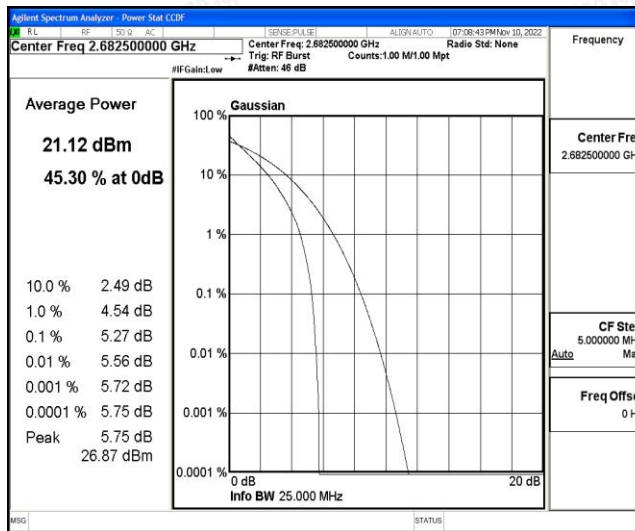 Agilent Spectrum Analyzer - Power Stat CCDF
RL RF 50 Ω AC SENSE:PULSE ALIGN AUTO 07:08:43 PM Nov 10, 2022
Center Freq 2.682500000 GHz
Center Freq: 2.682500000 GHz Radio Std: None
Trig: RF Burst Counts:1.00 M/1.00 Mpt
#IFGain:Low #Atten: 46 dB
Frequency
Average Power
21.12 dBm
45.30 % at 0dB
10.0 % 2.49 dB
1.0 % 4.54 dB
0.1 % 5.27 dB
0.01 % 5.56 dB
0.001 % 5.72 dB
0.0001 % 5.75 dB
Peak 5.75 dB
26.87 dBm
Gaussian
100 %
10 %
1 %
0.1 %
0.01 %
0.001 %
0.0001 %
0 dB 20 dB
Info BW 25.000 MHz
Center Fre
2.682500000 GH
CF Ste
5.000000 MH
Auto Ma
Freq Offse
0 H
MSG STATUS